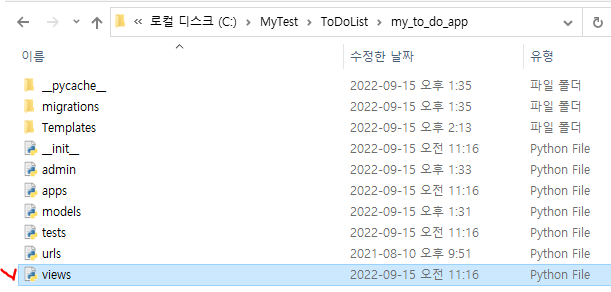 « 로컬 디스크 (C:) > MyTest > ToDoList > my_to_do_app
이름 수정한 날짜 유형
__pycache__ 2022-09-15 오후 1:35 파일 폴더
migrations 2022-09-15 오후 1:35 파일 폴더
Templates 2022-09-15 오후 2:13 파일 폴더
__init__ 2022-09-15 오전 11:16 Python File
admin 2022-09-15 오후 1:33 Python File
apps 2022-09-15 오전 11:16 Python File
models 2022-09-15 오후 1:31 Python File
tests 2022-09-15 오전 11:16 Python File
urls 2021-08-10 오후 9:51 Python File
views 2022-09-15 오전 11:16 Python File